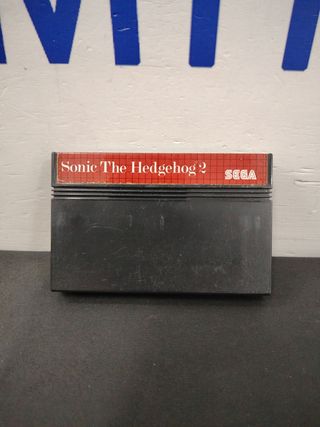 Sonic The Hedgehog 2
SEGA